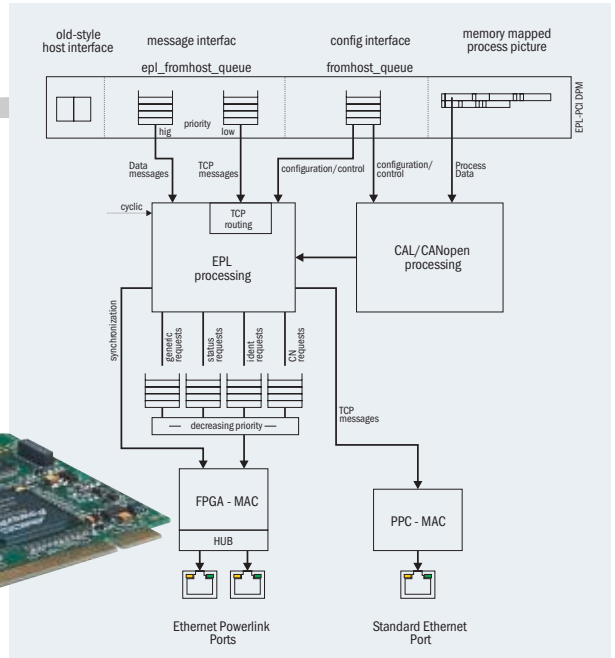 old-style
host interface
message interfac
config interface
memory mapped
process picture
epl_fromhost_queue
fromhost_queue
EPL-PCI DPM
priority
hig
low
Data
messages
TCP
messages
configuration/control
configuration/
control
Process
Data
cyclic
TCP
routing
EPL
processing
CAL/CANopen
processing
synchronization
generic
requests
status
requests
ident
requests
CN
requests
decreasing priority
TCP
messages
FPGA - MAC
HUB
PPC - MAC
Ethernet Powerlink
Ports
Standard Ethernet
Port